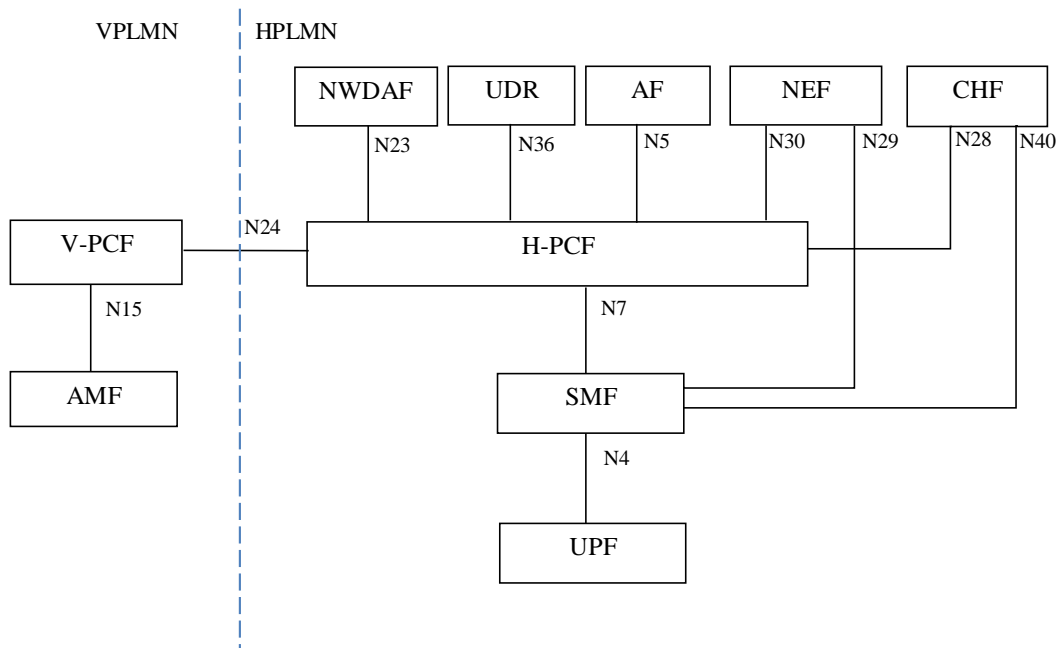 VPLMN
HPLMN
NWDAF
UDR
AF
NEF
CHF
N23
N36
N5
N30
N29
N28
N40
N24
V-PCF
H-PCF
N15
N7
AMF
SMF
N4
UPF